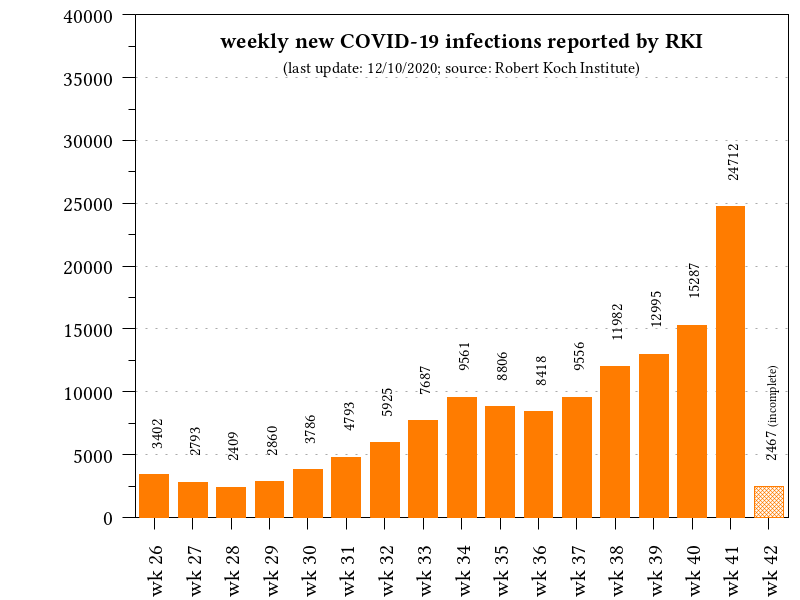 weekly new COVID-19 infections reported by RKI
(last update: 12/10/2020; source: Robert Koch Institute)
40000
35000
30000
25000
20000
15000
10000
5000
0
3402
2793
2409
2860
3786
4793
5925
7687
9561
8806
8418
9556
11982
12995
15287
24712
2467 (incomplete)
wk 26
wk 27
wk 28
wk 29
wk 30
wk 31
wk 32
wk 33
wk 34
wk 35
wk 36
wk 37
wk 38
wk 39
wk 40
wk 41
wk 42